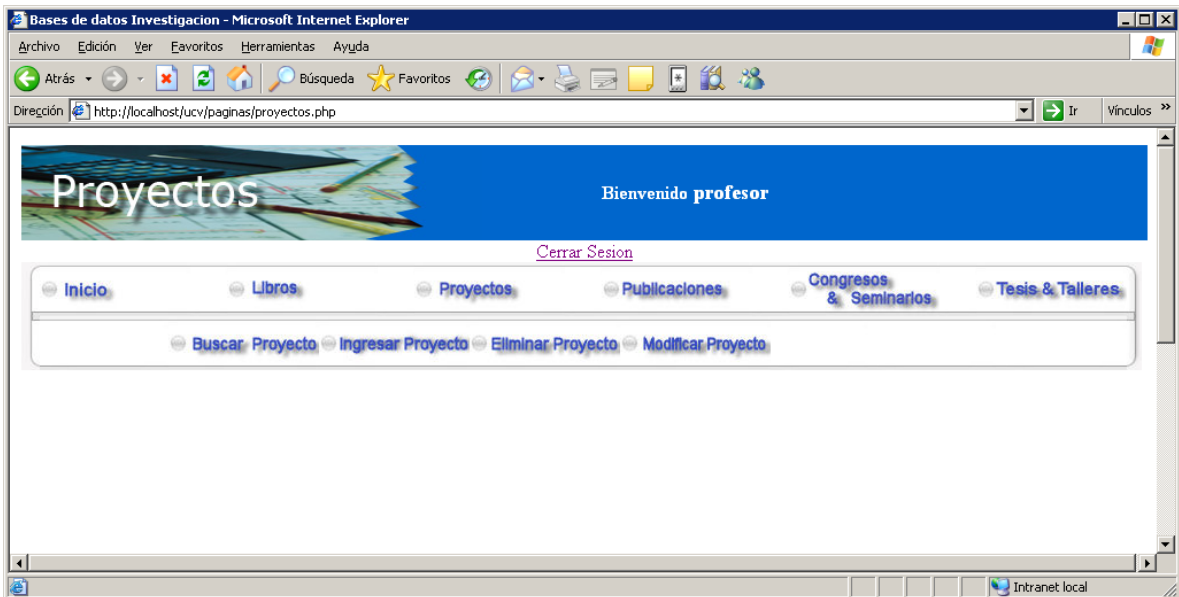 Bases de datos Investigacion - Microsoft Internet Explorer
Archivo Edición Ver Favoritos Herramientas Ayuda
Atrás Búsqueda Favoritos
Dirección http://localhost/ucv/paginas/proyectos.php Ir Vínculos »
Proyectos
Bienvenido profesor
Cerrar Sesion
Inicio Libros Proyectos Publicaciones Congresos & Seminarios Tesis & Talleres
Buscar Proyecto Ingresar Proyecto Eliminar Proyecto Modificar Proyecto
Intranet local